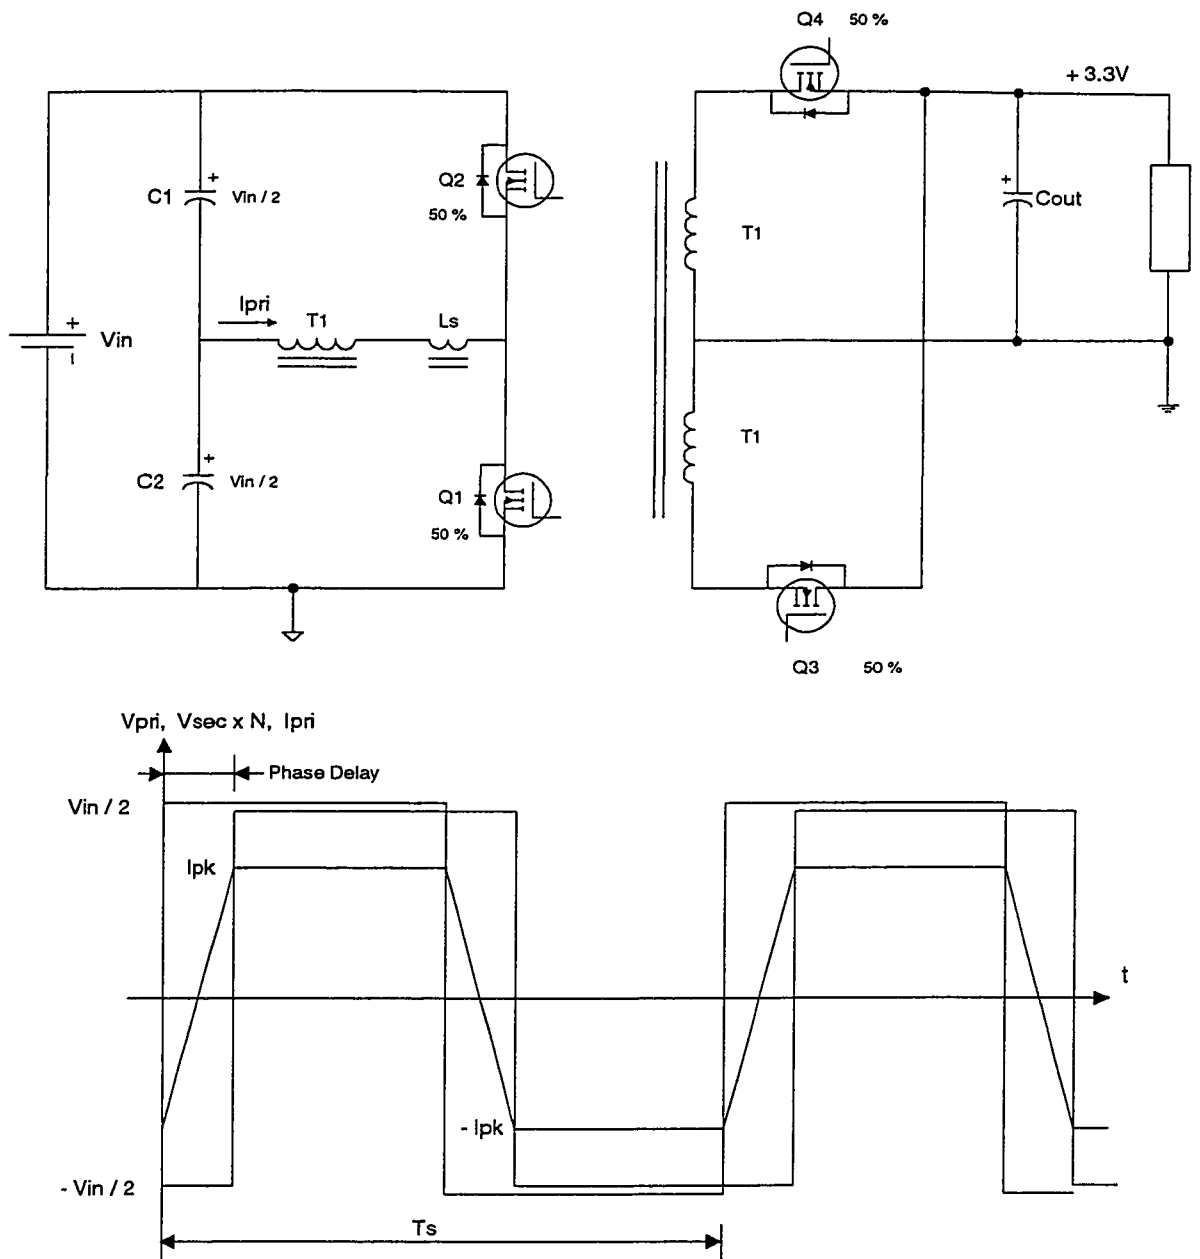 Q4 50 %
+ 3.3V
C1 + Vin / 2
Q2
50 %
+ Cout
T1
Ipri
T1 Ls
+ Vin
T1
C2 + Vin / 2
Q1
50 %
Q3 50 %
Vpri, Vsec x N, Ipri
Phase Delay
Vin / 2
Ipk
t
- Ipk
- Vin / 2
Ts